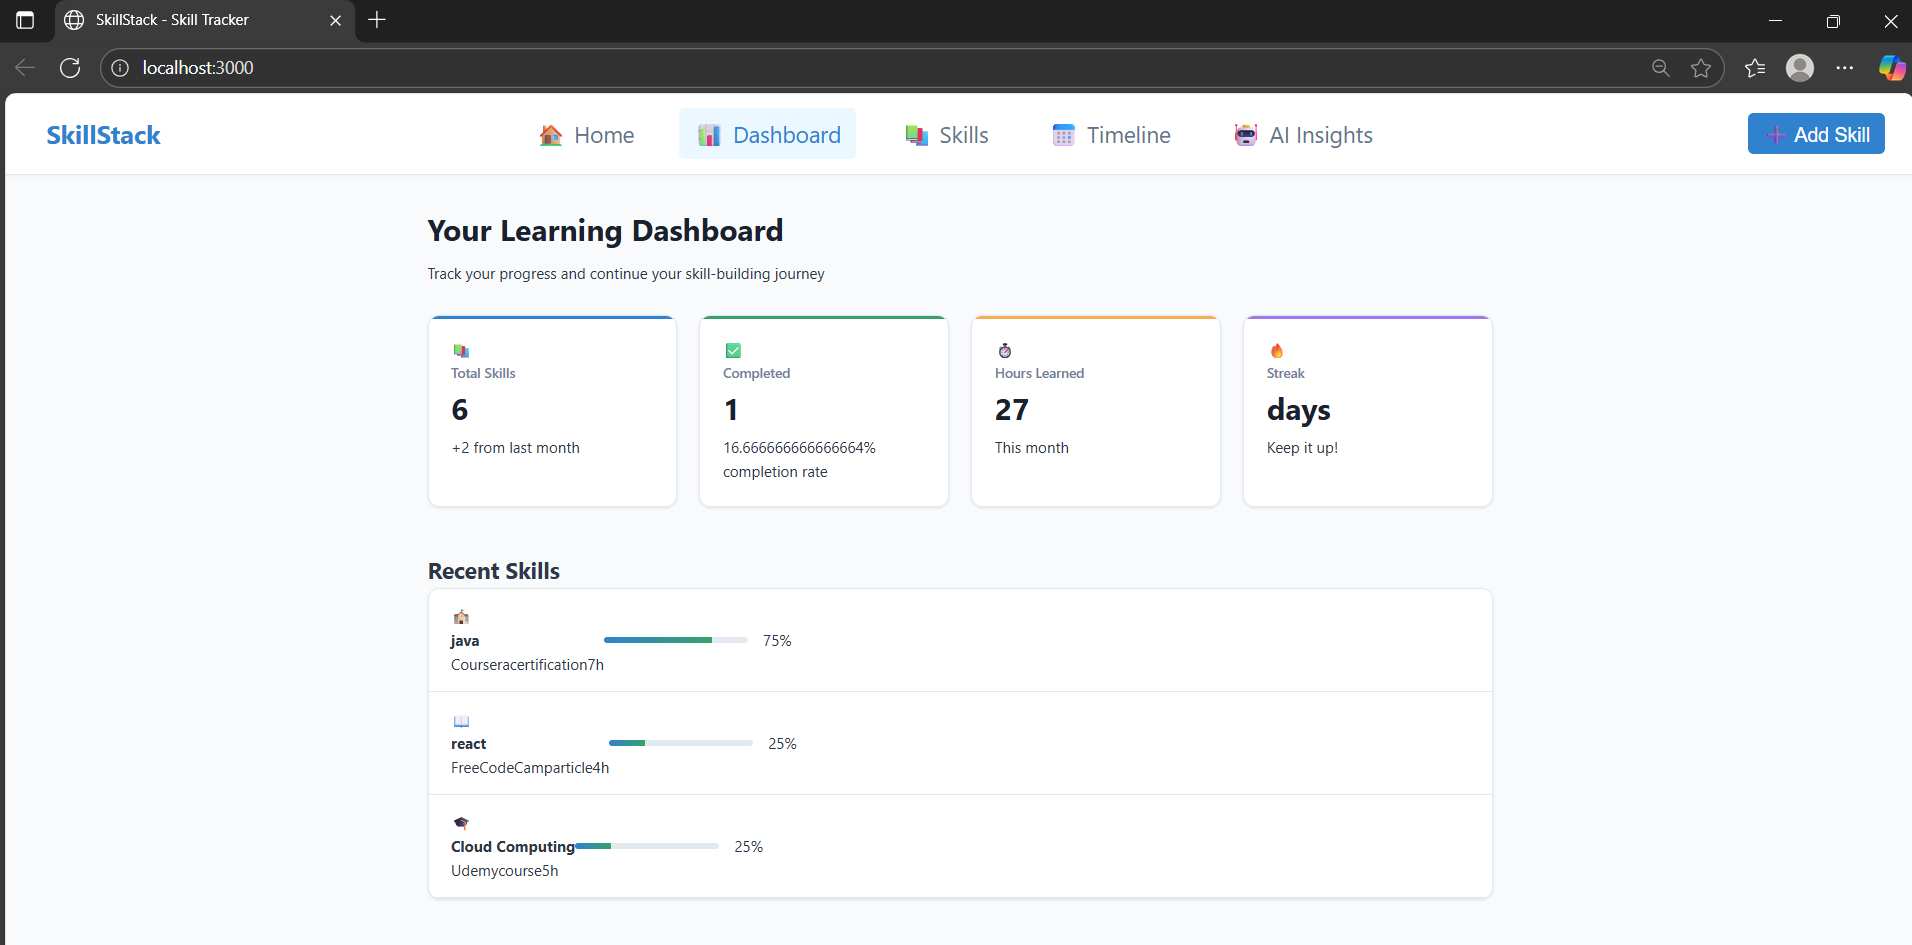 SkillStack - Skill Tracker
localhost:3000
SkillStack
Home
Dashboard
Skills
Timeline
AI Insights
Add Skill
Your Learning Dashboard
Track your progress and continue your skill-building journey
Total Skills
6
+2 from last month
Completed
1
16.666666666666664%
completion rate
Hours Learned
27
This month
Streak
days
Keep it up!
Recent Skills
java
75%
Courseracertification7h
react
25%
FreeCodeCamparticle4h
Cloud Computing
25%
Udemycourse5h